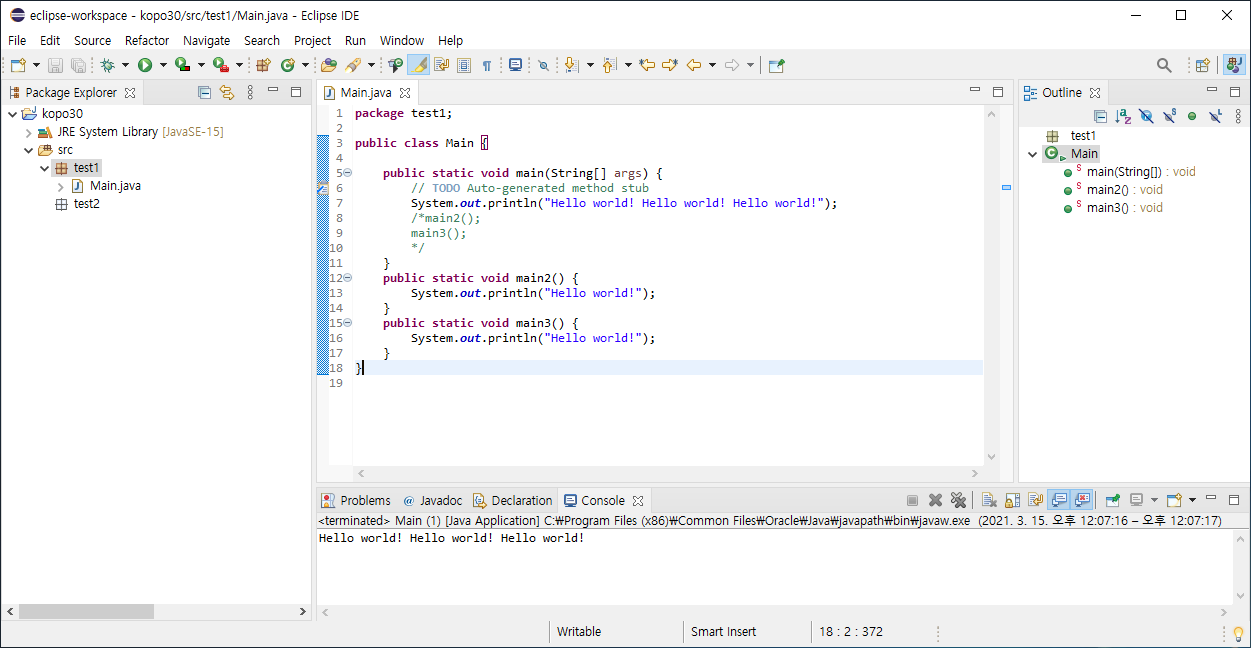 eclipse-workspace - kopo30/src/test1/Main.java - Eclipse IDE
File Edit Source Refactor Navigate Search Project Run Window Help
Package Explorer
kopo30
JRE System Library [JavaSE-15]
src
test1
Main.java
test2
Main.java
1 package test1;
2
3 public class Main {
4
5 public static void main(String[] args) {
6 // TODO Auto-generated method stub
7 System.out.println("Hello world! Hello world! Hello world!");
8 /*main2();
9 main3();
10 */
11 }
12 public static void main2() {
13 System.out.println("Hello world!");
14 }
15 public static void main3() {
16 System.out.println("Hello world!");
17 }
18 }
19
Outline
test1
Main
main(String[]) : void
main2() : void
main3() : void
Problems @ Javadoc Declaration Console
<terminated> Main (1) [Java Application] C:₩Program Files (x86)₩Common Files₩Oracle₩Java₩javapath₩bin₩javaw.exe (2021. 3. 15. 오후 12:07:16 – 오후 12:07:17)
Hello world! Hello world! Hello world!
Writable Smart Insert 18 : 2 : 372